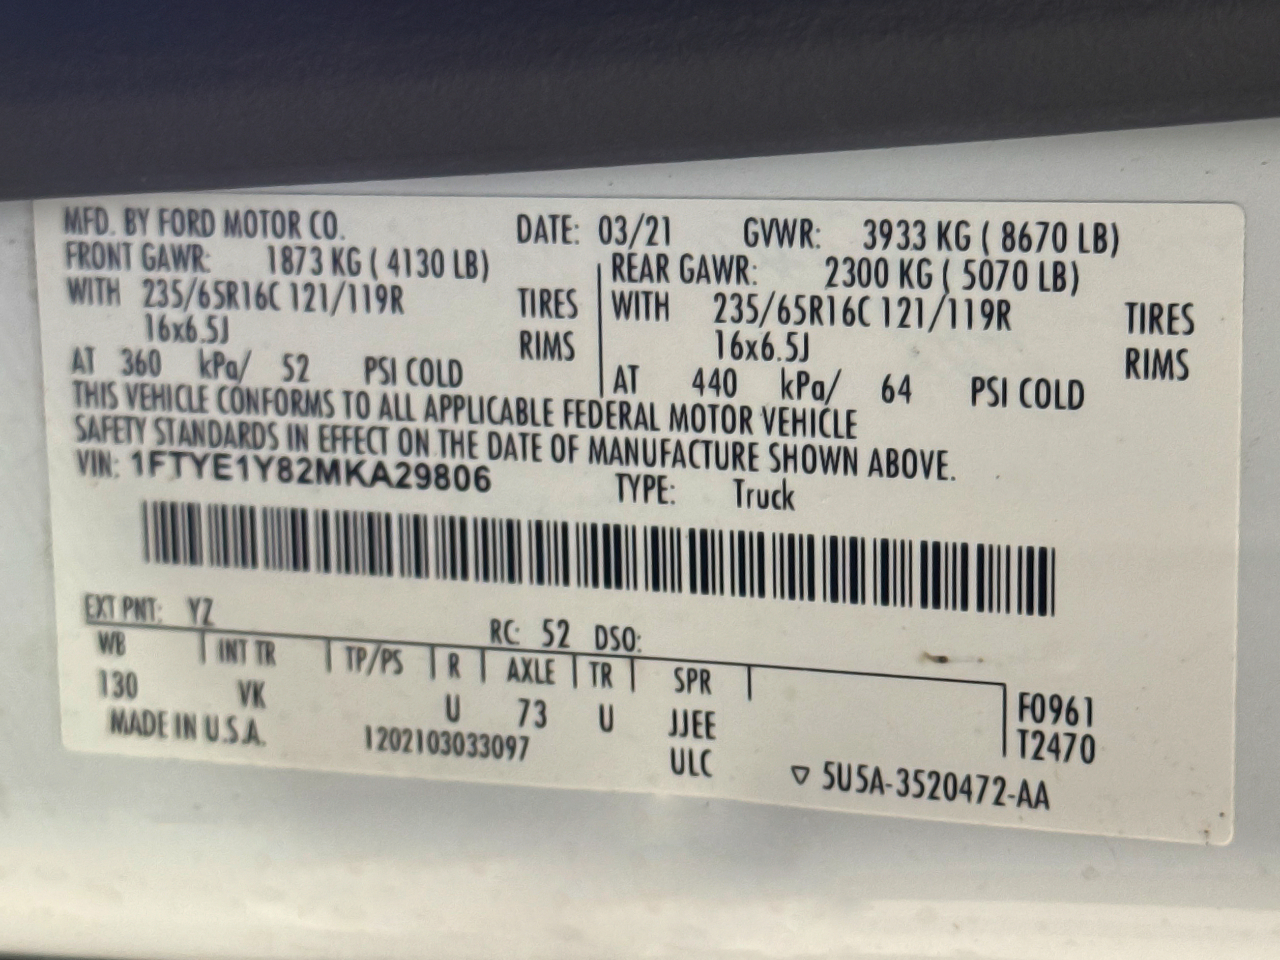 MFD. BY FORD MOTOR CO. DATE: 03/21 GVWR: 3933 KG ( 8670 LB)
FRONT GAWR: 1873 KG ( 4130 LB) REAR GAWR: 2300 KG ( 5070 LB)
WITH 235/65R16C 121/119R TIRES WITH 235/65R16C 121/119R TIRES
16x6.5J RIMS 16x6.5J RIMS
AT 360 kPa/ 52 PSI COLD AT 440 kPa/ 64 PSI COLD
THIS VEHICLE CONFORMS TO ALL APPLICABLE FEDERAL MOTOR VEHICLE
SAFETY STANDARDS IN EFFECT ON THE DATE OF MANUFACTURE SHOWN ABOVE.
VIN: 1FTYE1Y82MKA29806 TYPE: Truck
EXT PNT: YZ RC: 52 DSO:
WB INT TR TP/PS R AXLE TR SPR
130 VK U 73 U JJEE F0961
MADE IN U.S.A. 1202103033097 ULC T2470
▽ 5U5A-3520472-AA